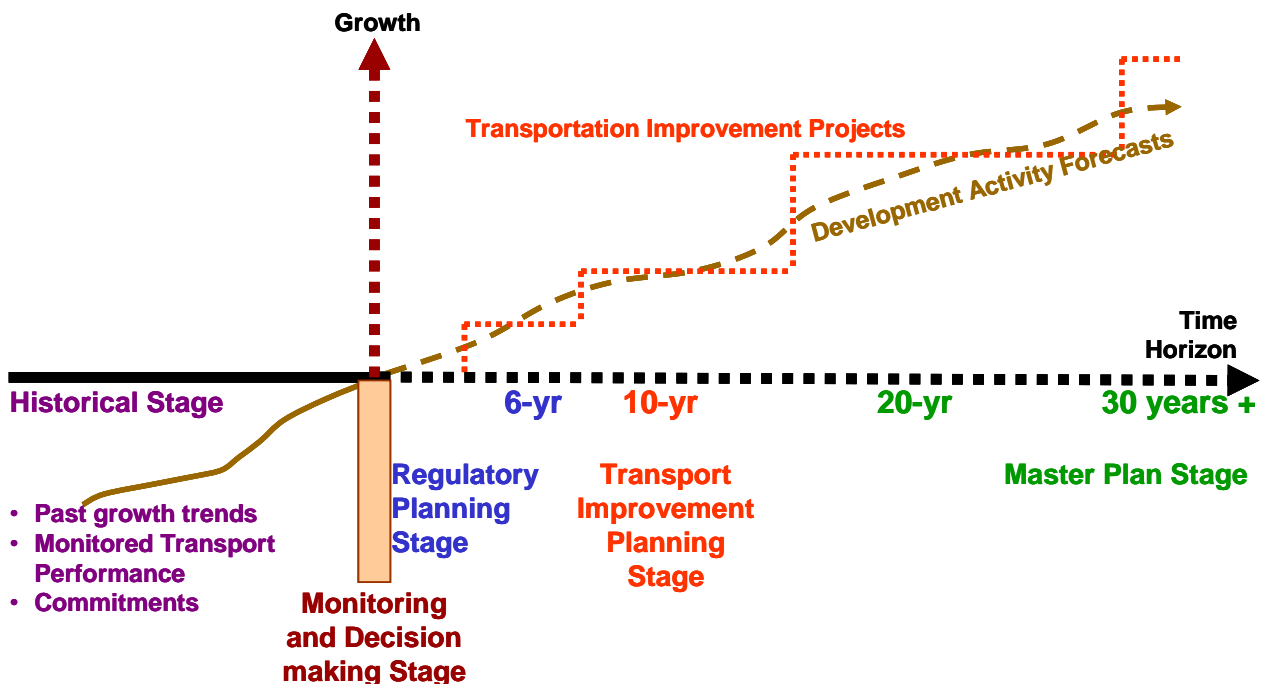 Growth
Transportation Improvement Projects
Development Activity Forecasts
Time
Horizon
Historical Stage
6-yr
10-yr
20-yr
30 years +
• Past growth trends
• Monitored Transport
Performance
• Commitments
Regulatory
Planning
Stage
Transport
Improvement
Planning
Stage
Master Plan Stage
Monitoring
and Decision
making Stage